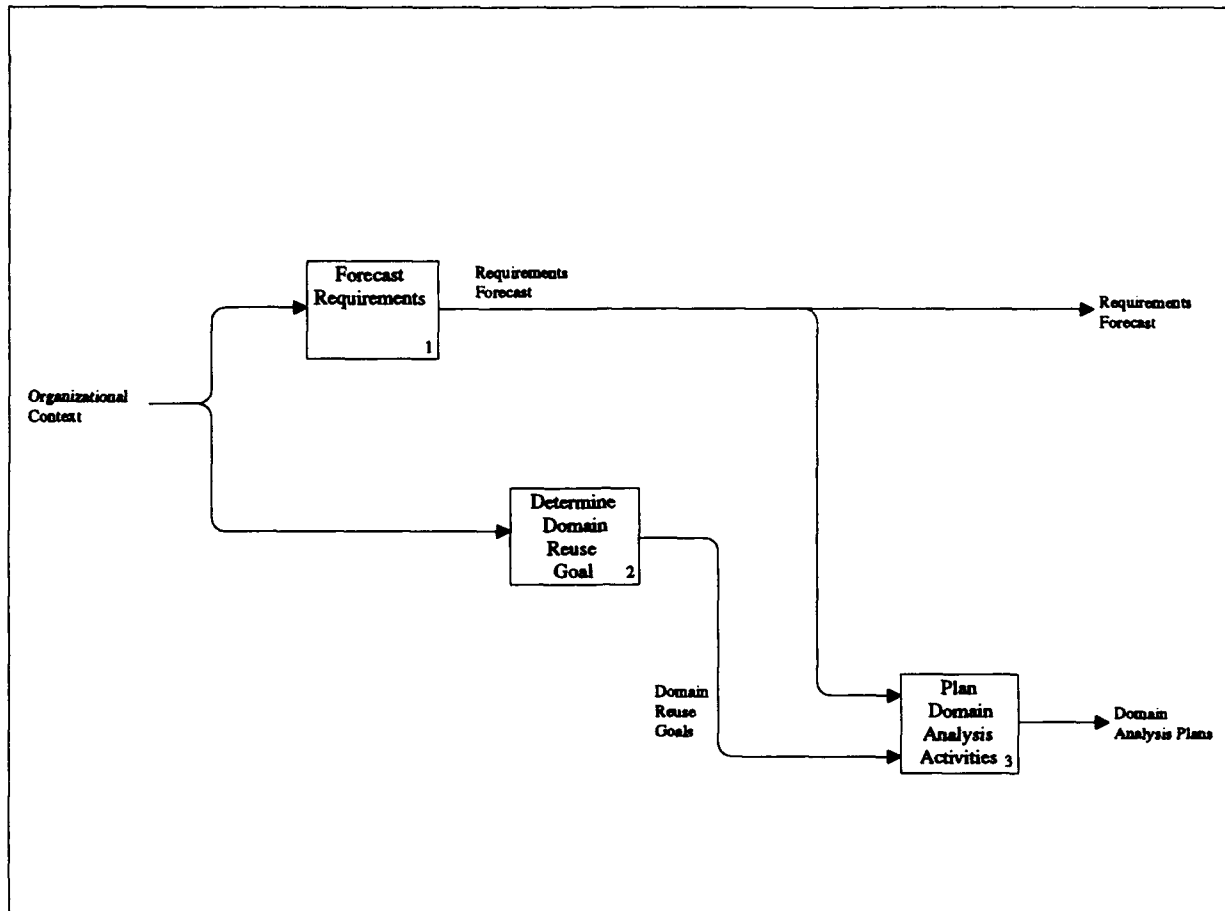 Forecast
Requirements
1
Requirements
Forecast
Requirements
Forecast
Organizational
Context
Determine
Domain
Reuse
Goal 2
Domain
Reuse
Goals
Plan
Domain
Analysis
Activities 3
Domain
Analysis Plans